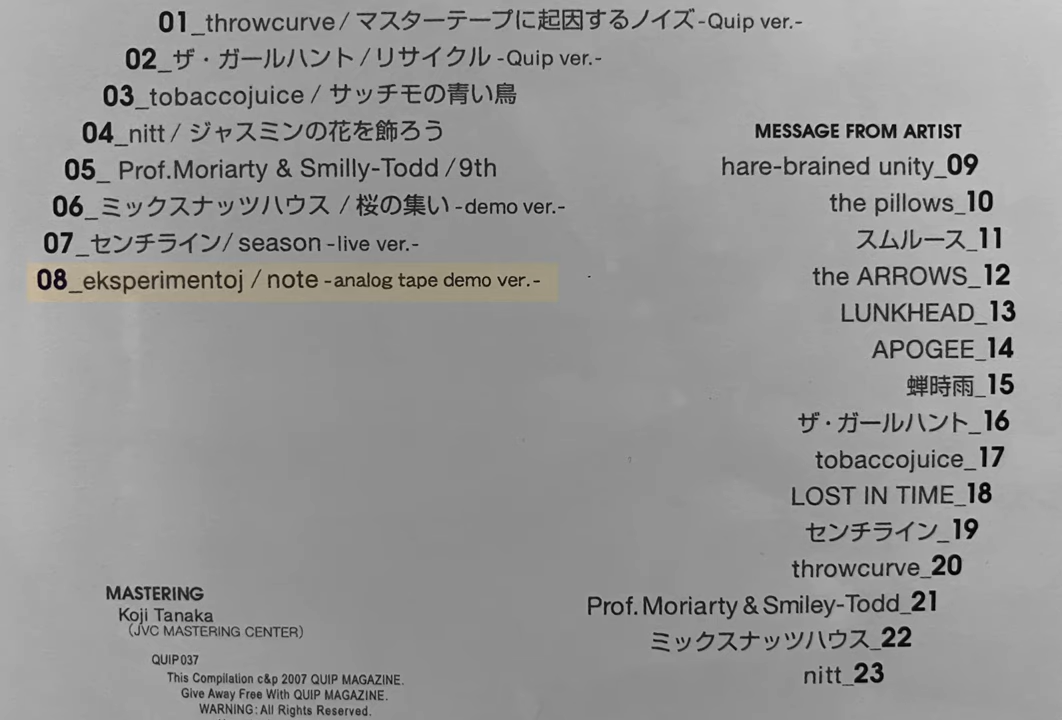 01_throwcurve / マスターテープに起因するノイズ -Quip ver.-
02_ザ・ガールハント / リサイクル -Quip ver.-
03_tobaccojuice / サッチモの青い鳥
04_nitt / ジャスミンの花を飾ろう
05_ Prof.Moriarty & Smilly-Todd / 9th
06_ミックスナッツハウス / 桜の集い -demo ver.-
07_センチライン/ season -live ver.-
08_eksperimentoj / note -analog tape demo ver.-
MESSAGE FROM ARTIST
hare-brained unity_09
the pillows_10
スムルース_11
the ARROWS_12
LUNKHEAD_13
APOGEE_14
蝉時雨_15
ザ・ガールハント_16
tobaccojuice_17
LOST IN TIME_18
センチライン_19
throwcurve_20
Prof. Moriarty & Smiley-Todd_21
ミックスナッツハウス_22
nitt_23
MASTERING
Koji Tanaka
(JVC MASTERING CENTER)
QUIP 037
This Compilation c&p 2007 QUIP MAGAZINE.
Give Away Free With QUIP MAGAZINE.
WARNING: All Rights Reserved.